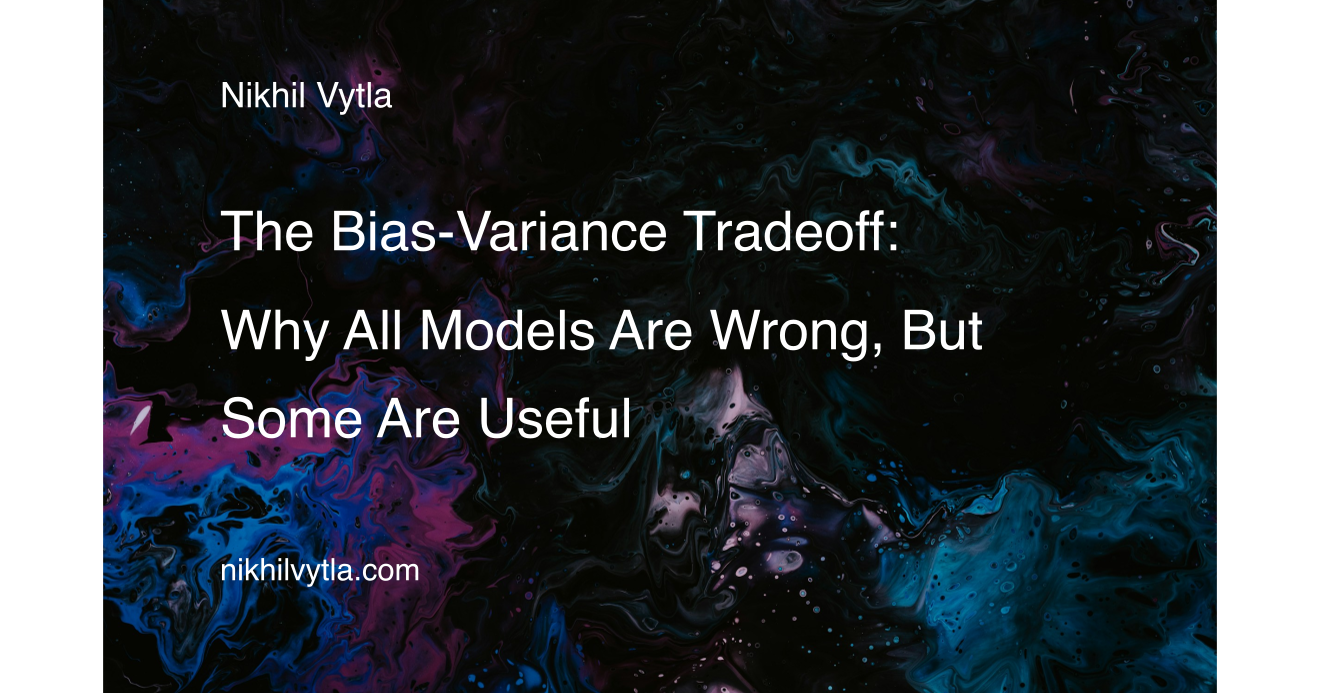 Nikhil Vytla
The Bias-Variance Tradeoff:
Why All Models Are Wrong, But
Some Are Useful
nikhilvytla.com